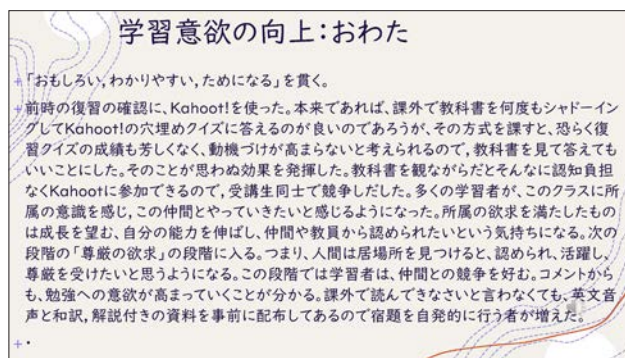 学習意欲の向上：おわた
「おもしろい，わかりやすい，ためになる」を貫く。
前時の復習の確認に、Kahoot!を使った。本来であれば、課外で教科書を何度もシャドーイン
グしてKahoot!の穴埋めクイズに答えるのが良いのであろうが、その方式を課すと、恐らく復
習クイズの成績も芳しくなく、動機づけが高まらないと考えられるので，教科書を見て答えても
いいことにした。そのことが思わぬ効果を発揮した。教科書を観ながらだとそんなに認知負担
なくKahootに参加できるので，受講生同士で競争しだした。多くの学習者が、このクラスに所
属の意識を感じ，この仲間とやっていきたいと感じるようになった。所属の欲求を満たしたもの
は成長を望む、自分の能力を伸ばし、仲間や教員から認められたいという気持ちになる。次の
段階の「尊厳の欲求」の段階に入る。つまり、人間は居場所を見つけると、認められ、活躍し、
尊厳を受けたいと思うようになる。この段階では学習者は、仲間との競争を好む。コメントから
も、勉強への意欲が高まっていくことが分かる。課外で読んできなさいと言わなくても、英文音
声と和訳，解説付きの資料を事前に配布してあるので宿題を自発的に行う者が増えた。